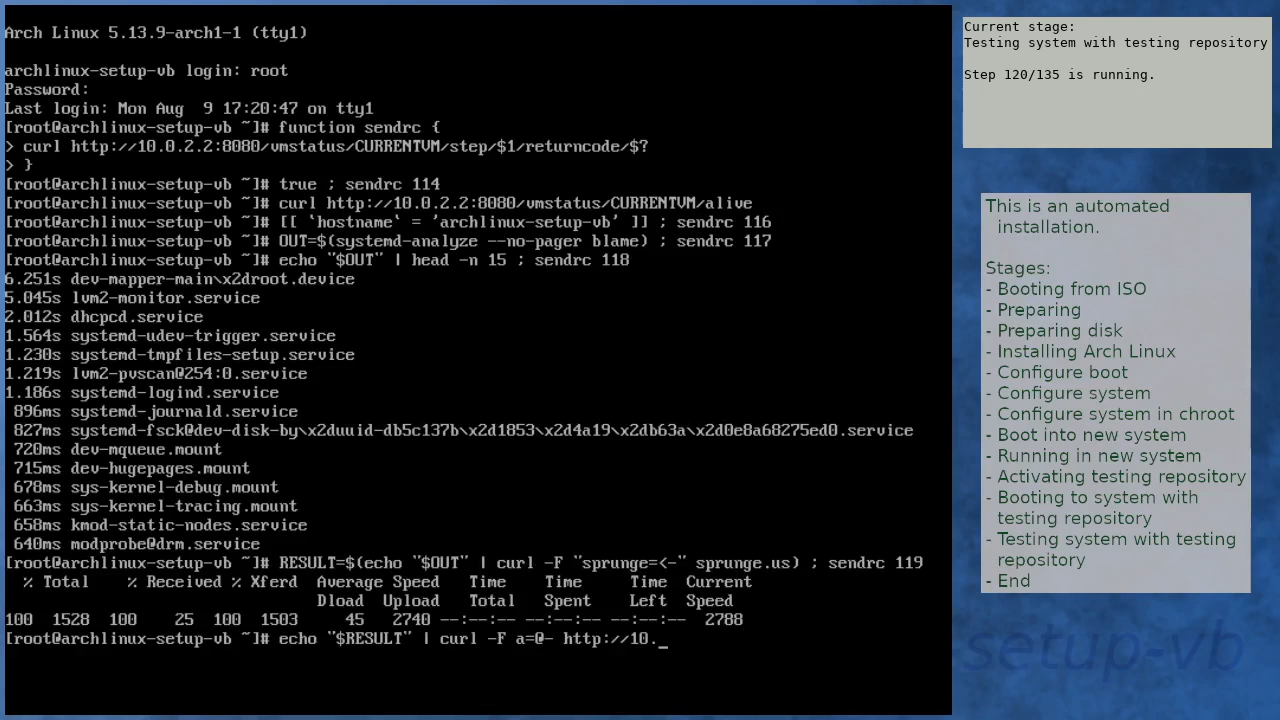 Arch Linux 5.13.9-arch1-1 (tty1)
archlinux-setup-vb login: root
Password:
Last login: Mon Aug  9 17:20:47 on tty1
[root@archlinux-setup-vb ~]# function sendrc {
> curl http://10.0.2.2:8080/vmstatus/CURRENTVM/step/$1/returncode/$?
> }
[root@archlinux-setup-vb ~]# true ; sendrc 114
[root@archlinux-setup-vb ~]# curl http://10.0.2.2:8080/vmstatus/CURRENTVM/alive
[root@archlinux-setup-vb ~]# [[ `hostname` = 'archlinux-setup-vb' ]] ; sendrc 116
[root@archlinux-setup-vb ~]# OUT=$(systemd-analyze --no-pager blame) ; sendrc 117
[root@archlinux-setup-vb ~]# echo "$OUT" | head -n 15 ; sendrc 118
6.251s dev-mapper-main\x2droot.device
5.045s lvm2-monitor.service
2.012s dhcpcd.service
1.564s systemd-udev-trigger.service
1.230s systemd-tmpfiles-setup.service
1.219s lvm2-pvscan@254:0.service
1.186s systemd-logind.service
 896ms systemd-journald.service
 827ms systemd-fsck@dev-disk-by\x2duuid-db5c137b\x2d1853\x2d4a19\x2db63a\x2d0e8a68275ed0.service
 720ms dev-mqueue.mount
 715ms dev-hugepages.mount
 678ms sys-kernel-debug.mount
 663ms sys-kernel-tracing.mount
 658ms kmod-static-nodes.service
 640ms modprobe@drm.service
[root@archlinux-setup-vb ~]# RESULT=$(echo "$OUT" | curl -F "sprunge=<-" sprunge.us) ; sendrc 119
  % Total    % Received % Xferd  Average Speed   Time    Time     Time  Current
                                 Dload  Upload   Total   Spent    Left  Speed
100  1528  100    25  100  1503     45   2740 --:--:-- --:--:-- --:--:--  2788
[root@archlinux-setup-vb ~]# echo "$RESULT" | curl -F a=@- http://10._
Current stage:
Testing system with testing repository
Step 120/135 is running.
This is an automated
installation.
Stages:
- Booting from ISO
- Preparing
- Preparing disk
- Installing Arch Linux
- Configure boot
- Configure system
- Configure system in chroot
- Boot into new system
- Running in new system
- Activating testing repository
- Booting to system with
testing repository
- Testing system with testing
repository
- End
setup-vb